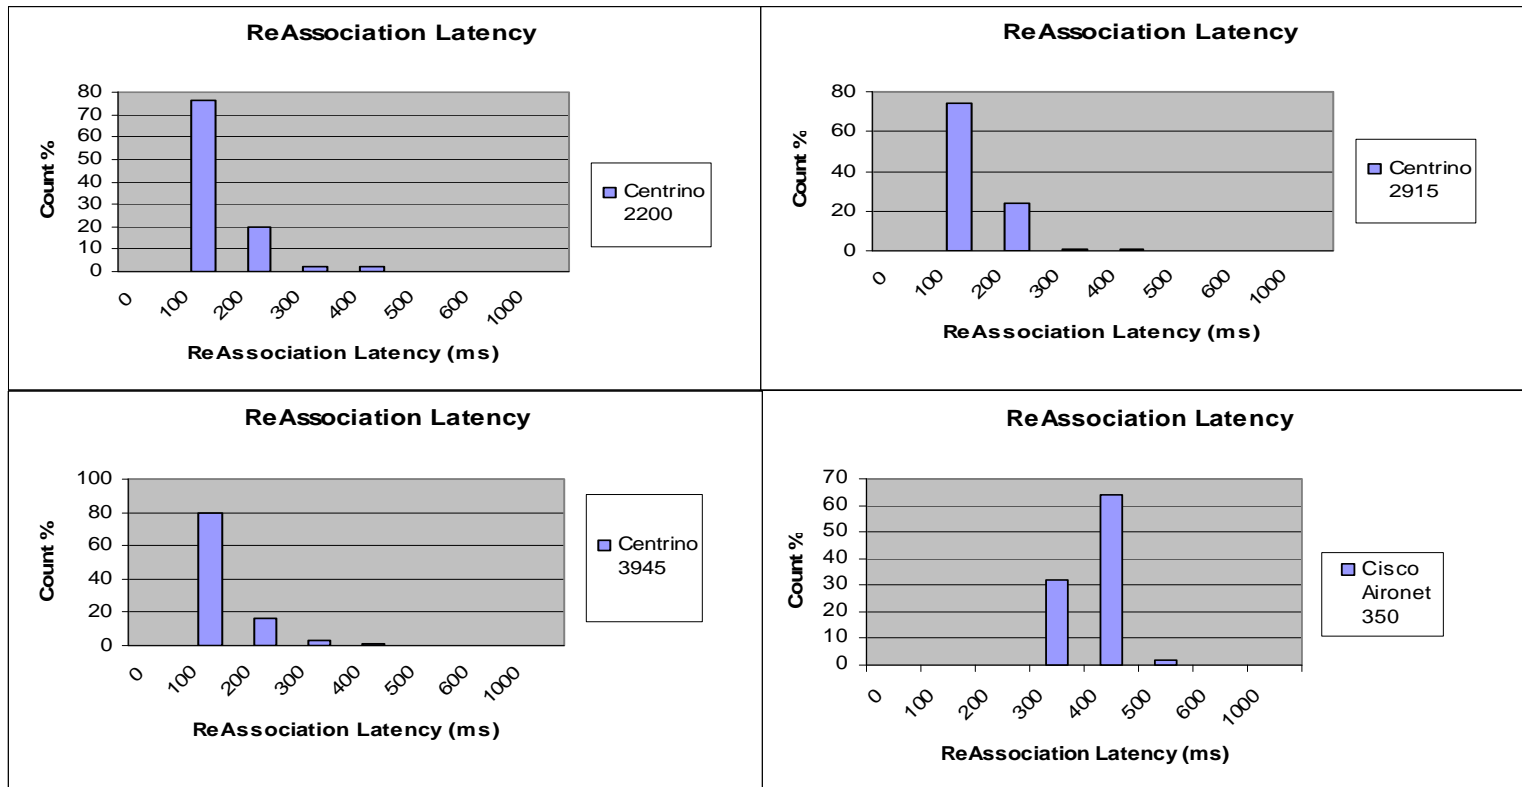 ReAssociation Latency
80
70
60
50
40
30
20
10
0
Count %
0 100 200 300 400 500 600 1000
ReAssociation Latency (ms)
Centrino
2200
ReAssociation Latency
80
60
40
20
0
Count %
0 100 200 300 400 500 600 1000
ReAssociation Latency (ms)
Centrino
2915
ReAssociation Latency
100
80
60
40
20
0
Count %
0 100 200 300 400 500 600 1000
ReAssociation Latency (ms)
Centrino
3945
ReAssociation Latency
70
60
50
40
30
20
10
0
Count %
0 100 200 300 400 500 600 1000
ReAssociation Latency (ms)
Cisco
Aironet
350